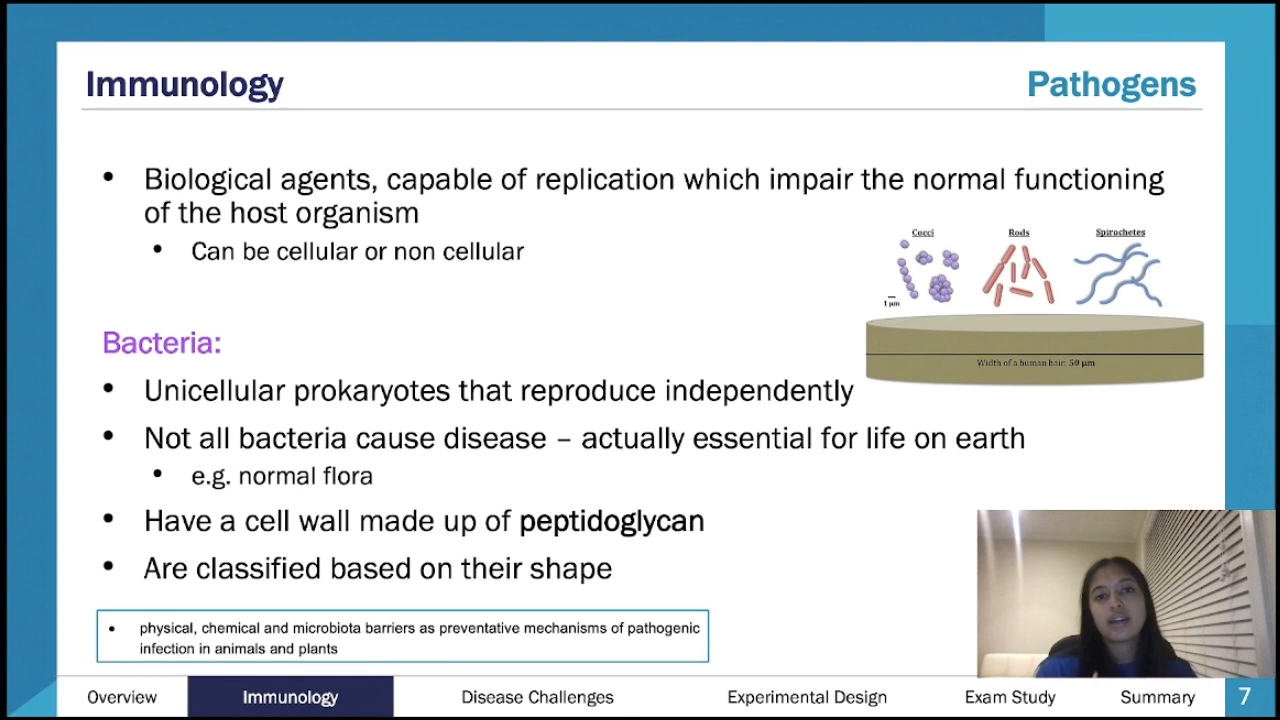 Immunology
Pathogens
Biological agents, capable of replication which impair the normal functioning
of the host organism
Can be cellular or non cellular
Cocci
Rods
Spirochetes
1 µm
Width of a human hair: 50 µm
Bacteria:
Unicellular prokaryotes that reproduce independently
Not all bacteria cause disease – actually essential for life on earth
e.g. normal flora
Have a cell wall made up of peptidoglycan
Are classified based on their shape
physical, chemical and microbiota barriers as preventative mechanisms of pathogenic
infection in animals and plants
Overview
Immunology
Disease Challenges
Experimental Design
Exam Study
Summary
7